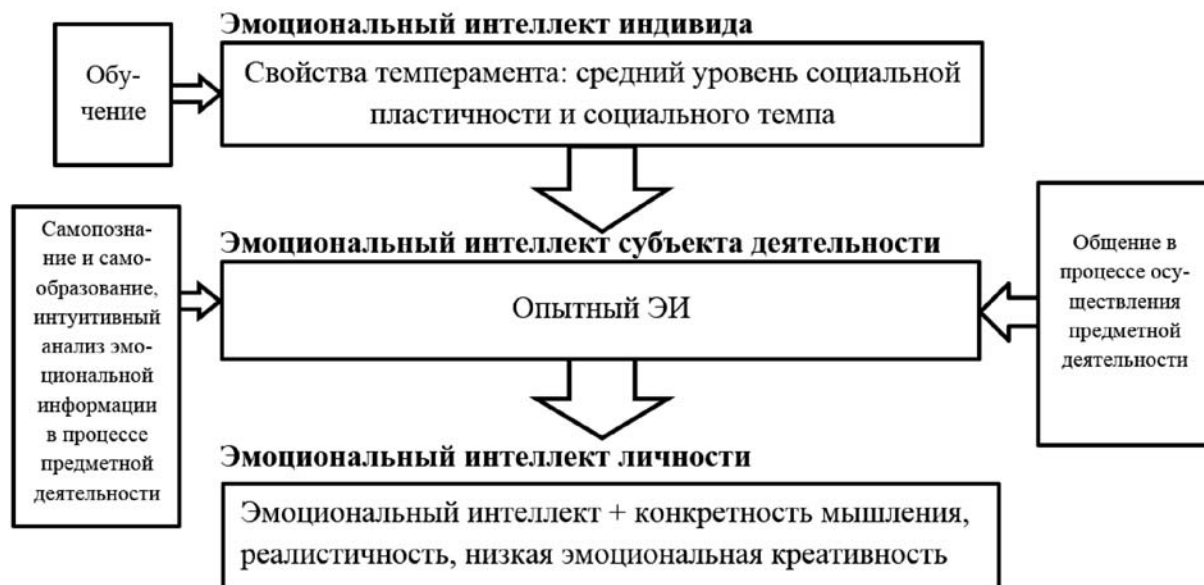 Эмоциональный интеллект индивида
Обу-
чение
Свойства темперамента: средний уровень социальной
пластичности и социального темпа
Эмоциональный интеллект субъекта деятельности
Самопозна-
ние и само-
образование,
интуитивный
анализ эмо-
циональной
информации
в процессе
предметной
деятельности
Опытный ЭИ
Общение в
процессе осу-
ществления
предметной
деятельности
Эмоциональный интеллект личности
Эмоциональный интеллект + конкретность мышления,
реалистичность, низкая эмоциональная креативность